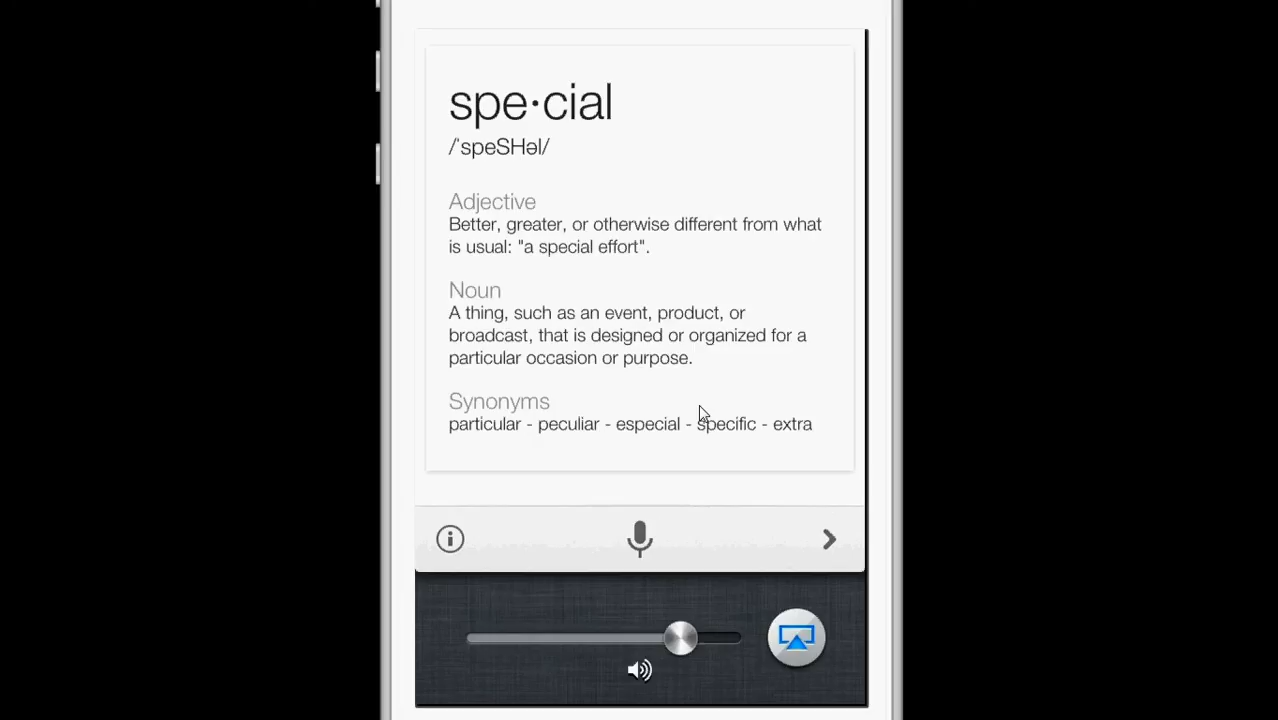 spe·cial
/ˈspeSHəl/
Adjective
Better, greater, or otherwise different from what
is usual: "a special effort".
Noun
A thing, such as an event, product, or
broadcast, that is designed or organized for a
particular occasion or purpose.
Synonyms
particular - peculiar - especial - specific - extra